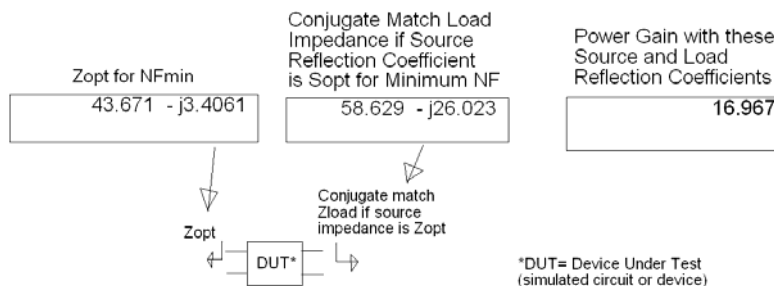 Zopt for NFmin
43.671 - j3.4061
Conjugate Match Load
Impedance if Source
Reflection Coefficient
is Sopt for Minimum NF
58.629 - j26.023
Power Gain with these
Source and Load
Reflection Coefficients
16.967
Zopt
DUT*
Conjugate match
Zload if source
impedance is Zopt
*DUT= Device Under Test
(simulated circuit or device)